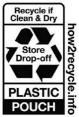 Recycle if
Clean & Dry
Store
Drop-off
PLASTIC
POUCH
how2recycle.info